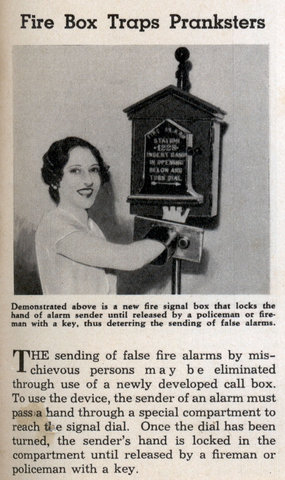 Fire Box Traps Pranksters
FIRE ALARM
STATION
-1228-
INSERT HAND
IN OPENING
BELOW AND
TURN DIAL
Demonstrated above is a new fire signal box that locks the
hand of alarm sender until released by a policeman or fire-
man with a key, thus deterring the sending of false alarms.
THE sending of false fire alarms by mis-
chievous persons may be eliminated
through use of a newly developed call box.
To use the device, the sender of an alarm must
pass a hand through a special compartment to
reach the signal dial. Once the dial has been
turned, the sender's hand is locked in the
compartment until released by a fireman or
policeman with a key.